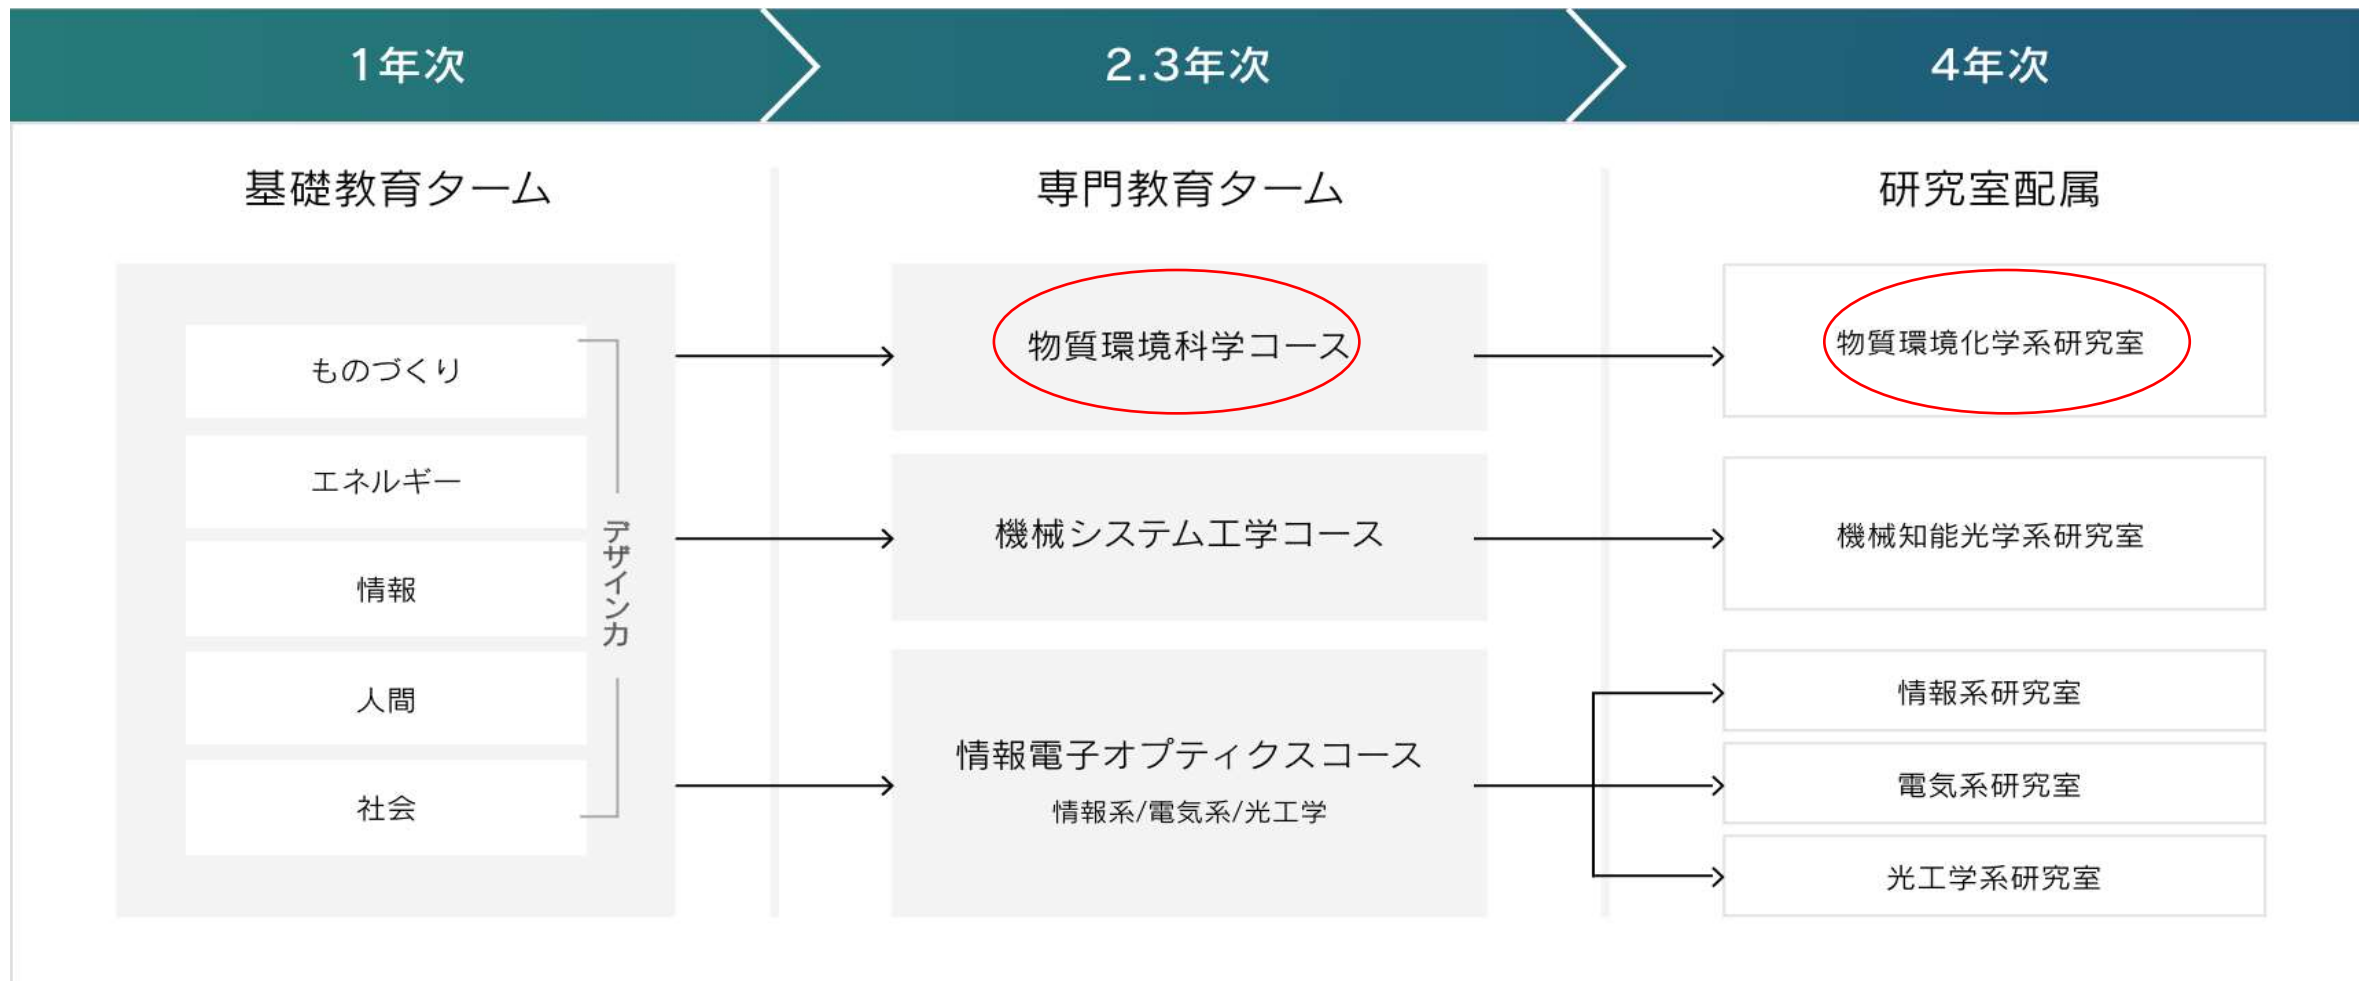 1年次
2.3年次
4年次
基礎教育ターム
専門教育ターム
研究室配属
ものづくり
エネルギー
情報
人間
社会
デザイン力
物質環境科学コース
機械システム工学コース
情報電子オプティクスコース
情報系/電気系/光工学
物質環境化学系研究室
機械知能光学系研究室
情報系研究室
電気系研究室
光工学系研究室